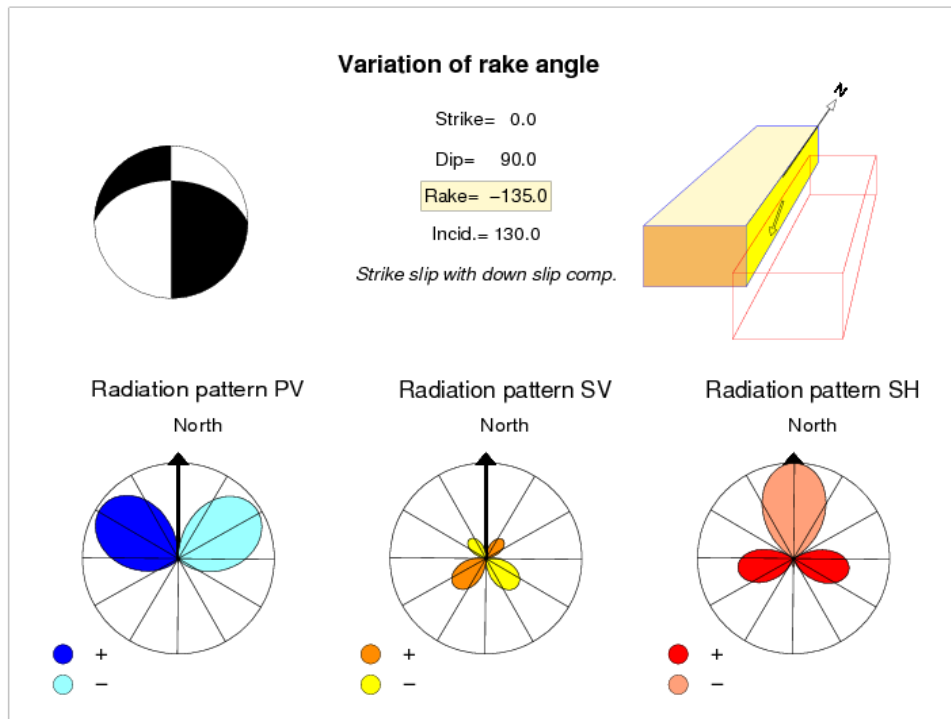 Variation of rake angle
Strike= 0.0
Dip= 90.0
Rake= −135.0
Incid.= 130.0
Strike slip with down slip comp.
N
Radiation pattern PV
Radiation pattern SV
Radiation pattern SH
North
North
North
+
−
+
−
+
−